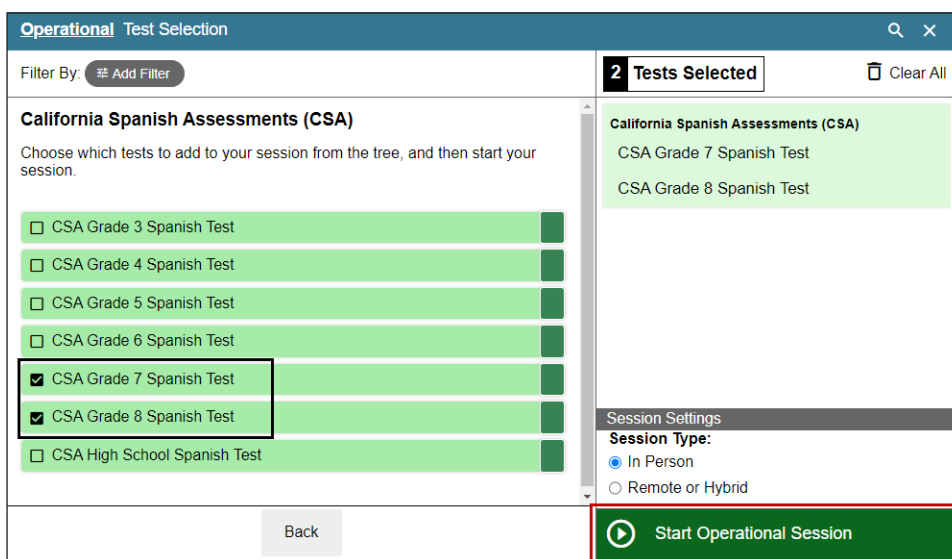 Operational Test Selection
Filter By: Add Filter
2 Tests Selected
Clear All
California Spanish Assessments (CSA)
Choose which tests to add to your session from the tree, and then start your
session.
CSA Grade 3 Spanish Test
CSA Grade 4 Spanish Test
CSA Grade 5 Spanish Test
CSA Grade 6 Spanish Test
CSA Grade 7 Spanish Test
CSA Grade 8 Spanish Test
CSA High School Spanish Test
Back
California Spanish Assessments (CSA)
CSA Grade 7 Spanish Test
CSA Grade 8 Spanish Test
Session Settings
Session Type:
In Person
Remote or Hybrid
Start Operational Session